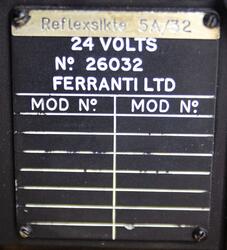 Reflexsikte 5A/32
24 VOLTS
Nº 26032
FERRANTI LTD
MOD Nº MOD Nº